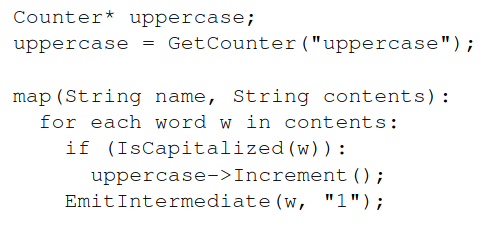 Counter* uppercase;
uppercase = GetCounter("uppercase");

map(String name, String contents):
  for each word w in contents:
    if (IsCapitalized(w)):
      uppercase->Increment();
    EmitIntermediate(w, "1");